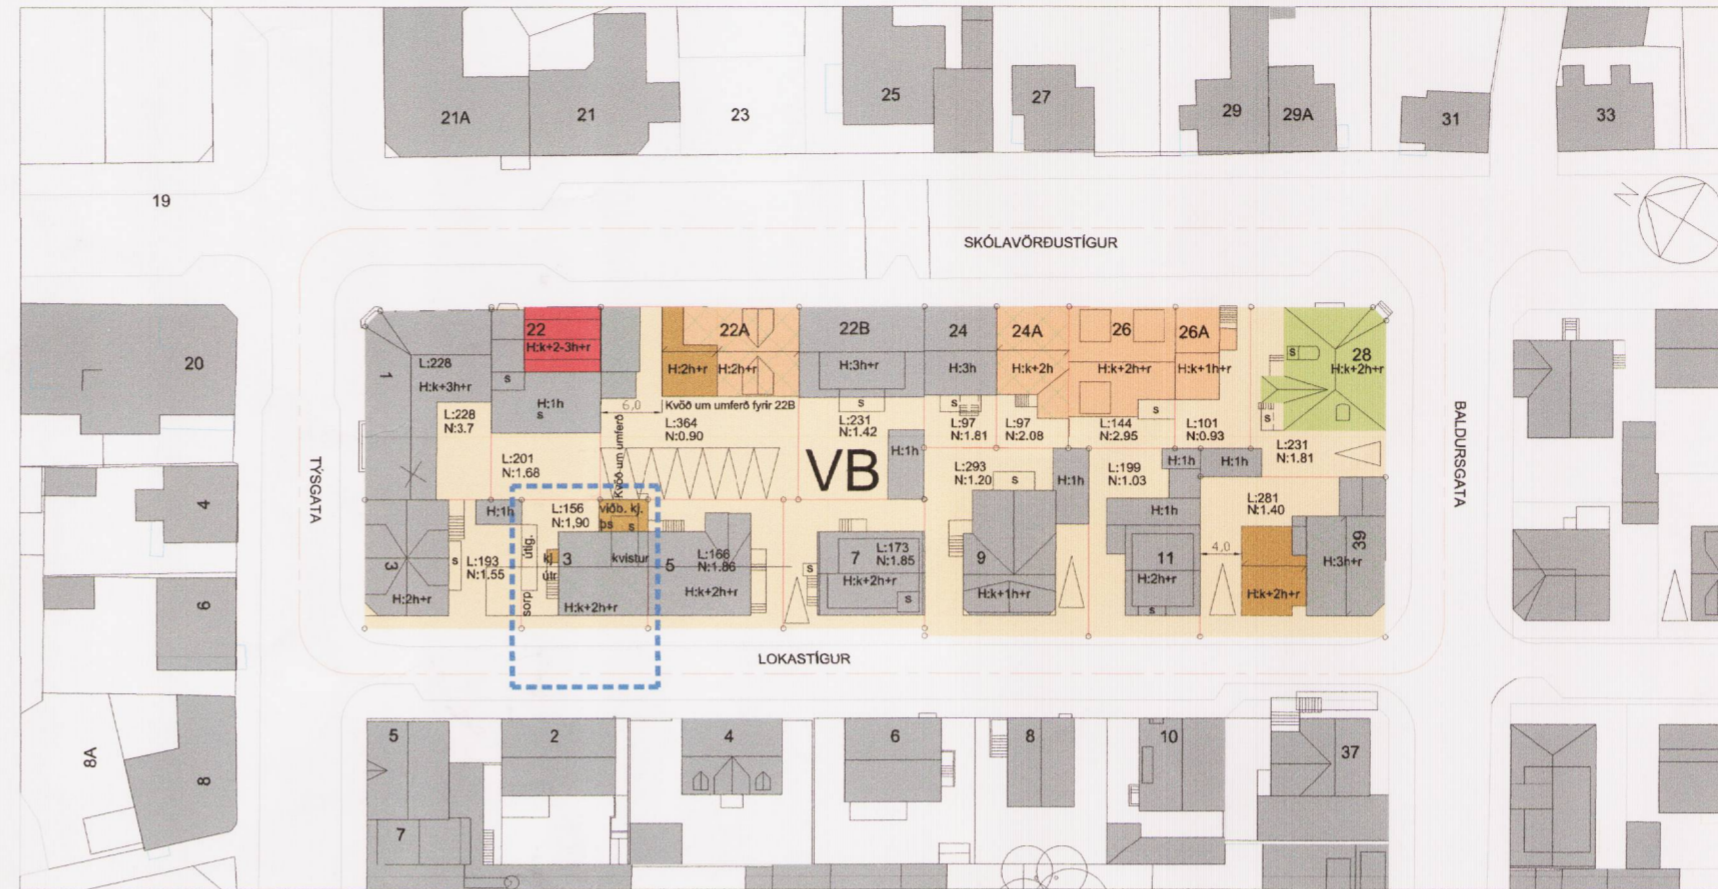 21A
21
23
25
27
29
29A
31
33
19
N
SKÓLAVÖRÐUSTÍGUR
20
1
L:228
H:k+3h+r
L:228
N:3.7
22
H:k+2-3h+r
s
H:1h
s
L:201
N:1.68
6,0
Kvöð um umferð
22A
H:2h+r
H:2h+r
Kvöð um umferð fyrir 22B
L:364
N:0.90
22B
H:3h+r
s
L:231
N:1.42
H:1h
VB
24
H:3h
s
L:97
N:1.81
24A
H:k+2h
L:97
N:2.08
26
H:k+2h+r
s
L:144
N:2.95
26A
H:k+1h+r
L:101
N:0.93
s
28
H:k+2h+r
s
L:231
N:1.81
TÝSGATA
BALDURSGATA
4
6
8A
8
3
H:2h+r
s
L:193
N:1.55
H:1h
L:156
N:1,90
viðb. kj.
þs
s
útig.
sorp
kj
útr
3
kvistur
H:k+2h+r
5
L:166
N:1.86
H:k+2h+r
s
7
L:173
N:1.85
H:k+2h+r
s
L:293
N:1.20
s
H:1h
9
H:k+1h+r
L:199
N:1.03
H:1h
H:1h
H:1h
11
H:2h+r
s
4,0
L:281
N:1.40
H:k+2h+r
39
H:3h+r
LOKASTÍGUR
5
2
4
6
8
10
37
7